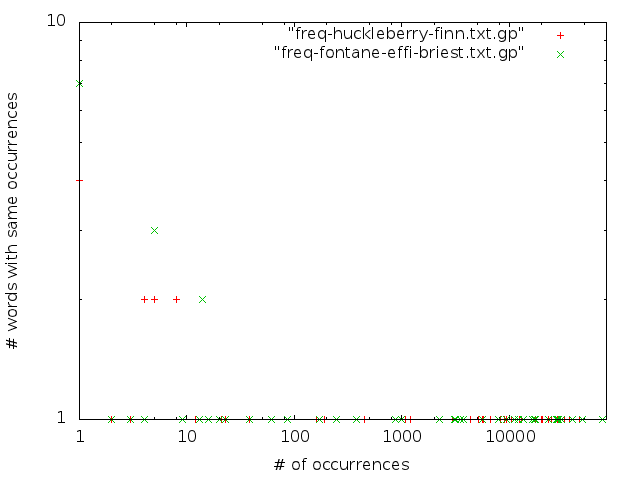 10
"freq-huckleberry-finn.txt.gp"
"freq-fontane-effi-briest.txt.gp"
# words with same occurrences
1
1 10 100 1000 10000
# of occurrences